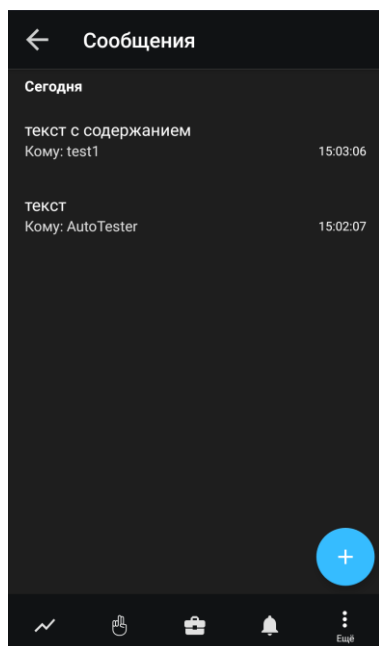 Сообщения
Сегодня
текст с содержанием
Кому: test1
15:03:06
текст
Кому: AutoTester
15:02:07
Ещё